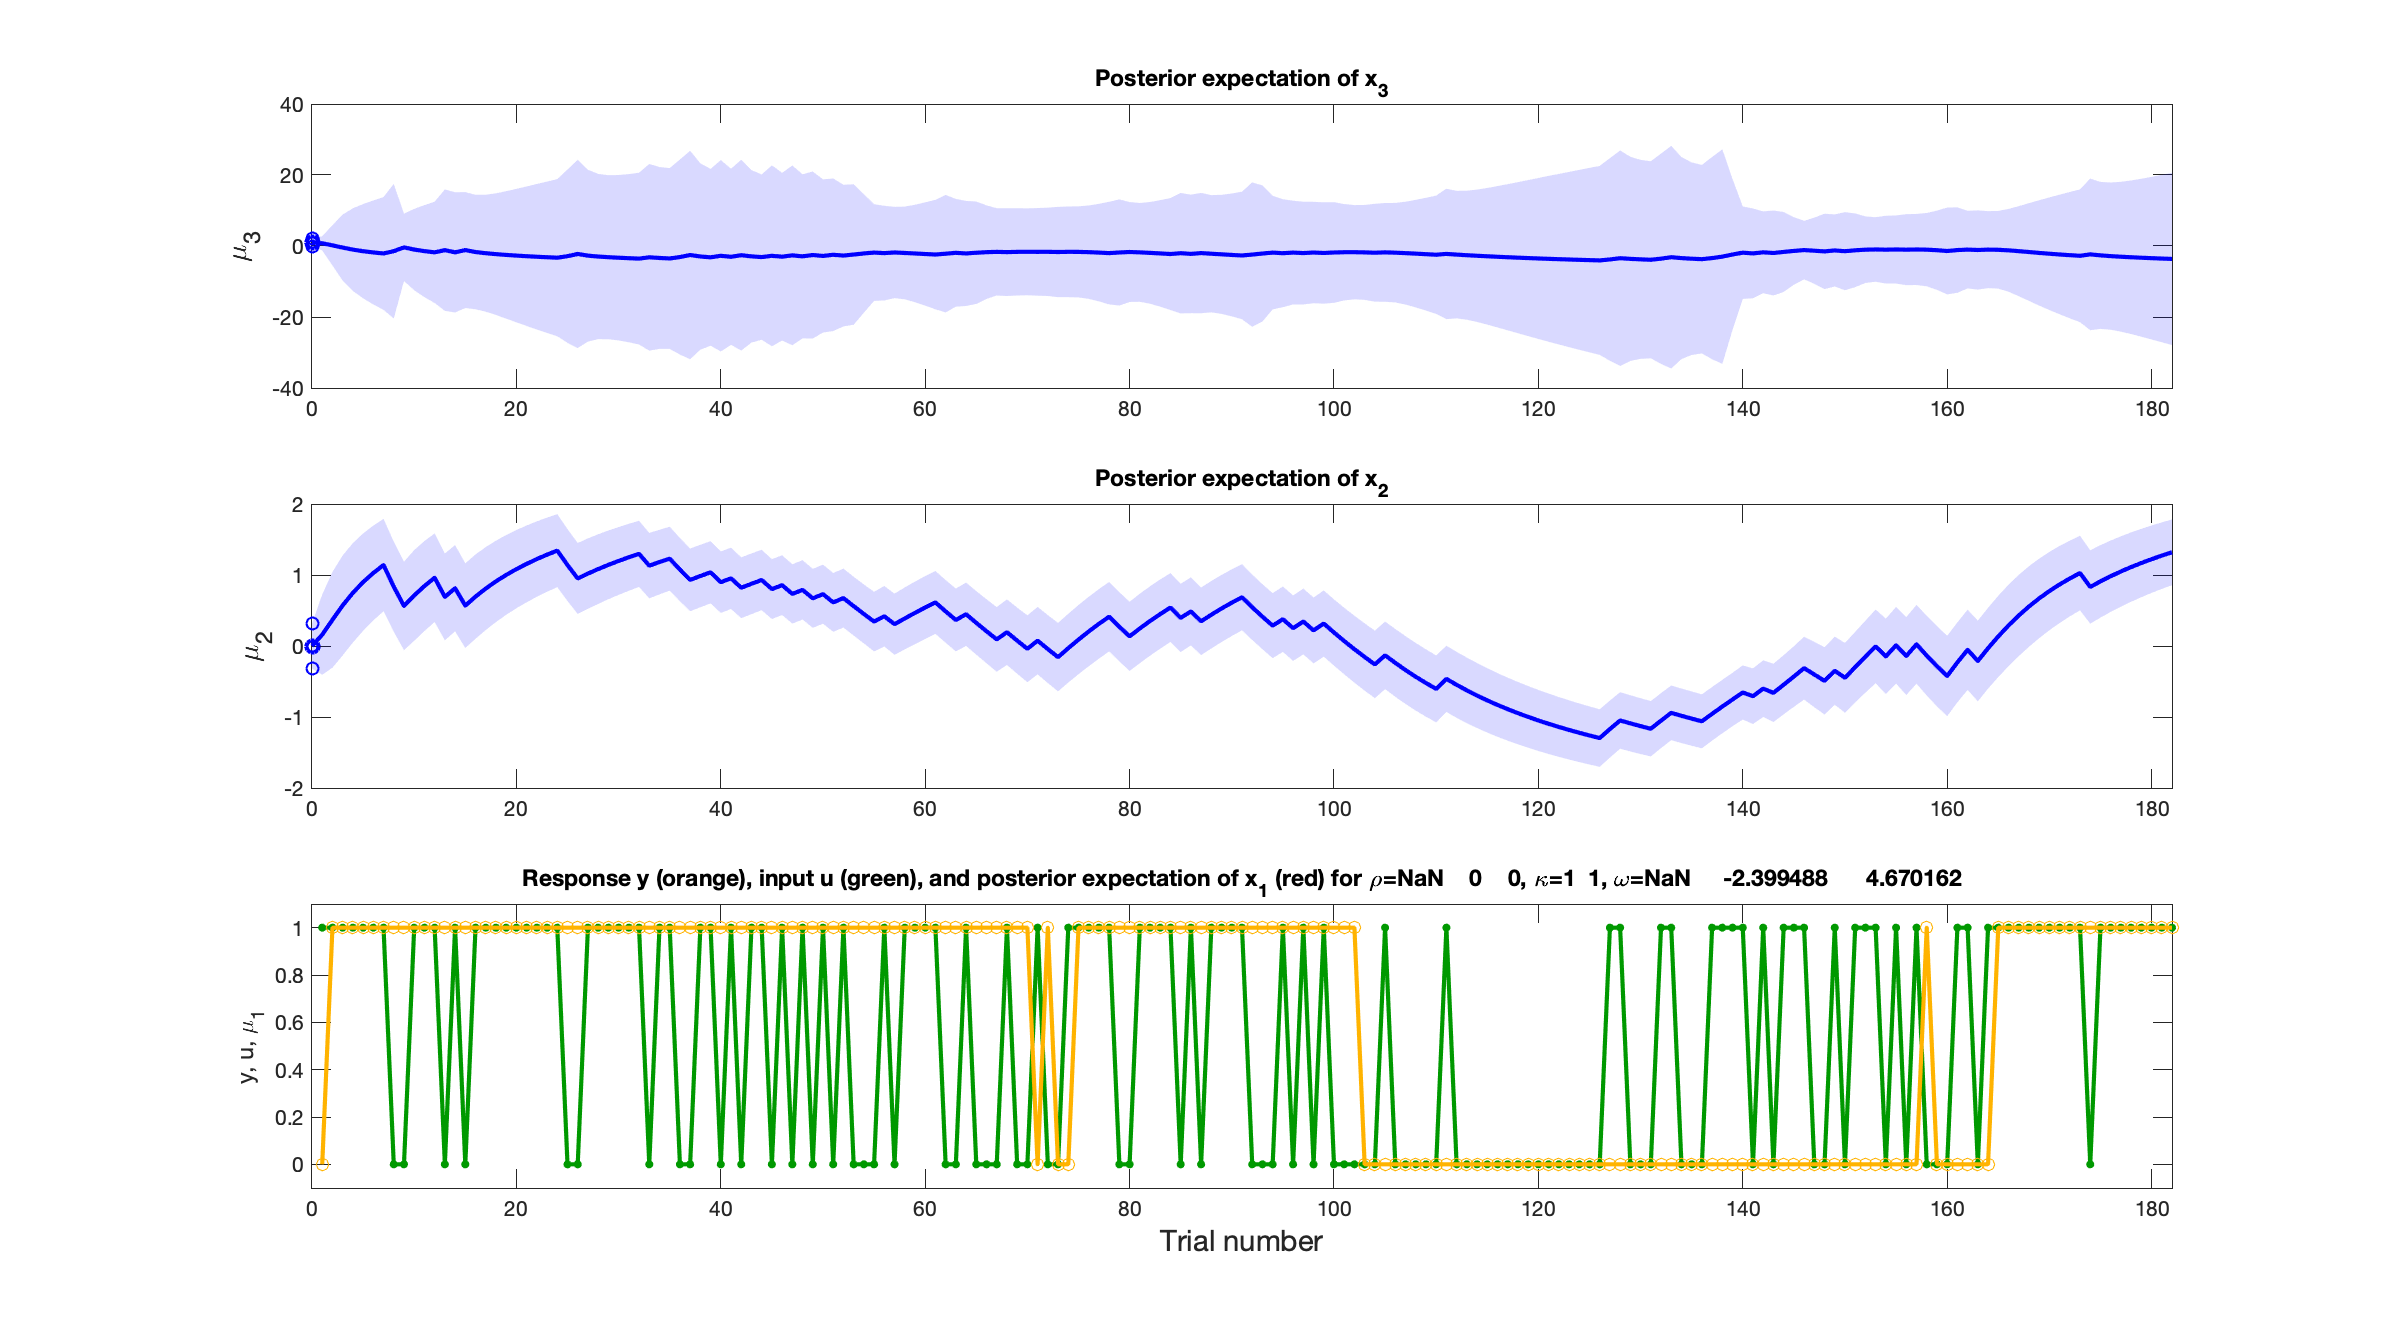 Posterior expectation of x₃
40
20
0
-20
-40
μ₃
0 20 40 60 80 100 120 140 160 180
Posterior expectation of x₂
2
1
0
-1
-2
μ₂
0 20 40 60 80 100 120 140 160 180
Response y (orange), input u (green), and posterior expectation of x₁ (red) for ρ=NaN 0 0, κ=1 1, ω=NaN -2.399488 4.670162
1
0.8
0.6
0.4
0.2
0
y, u, μ₁
0 20 40 60 80 100 120 140 160 180
Trial number